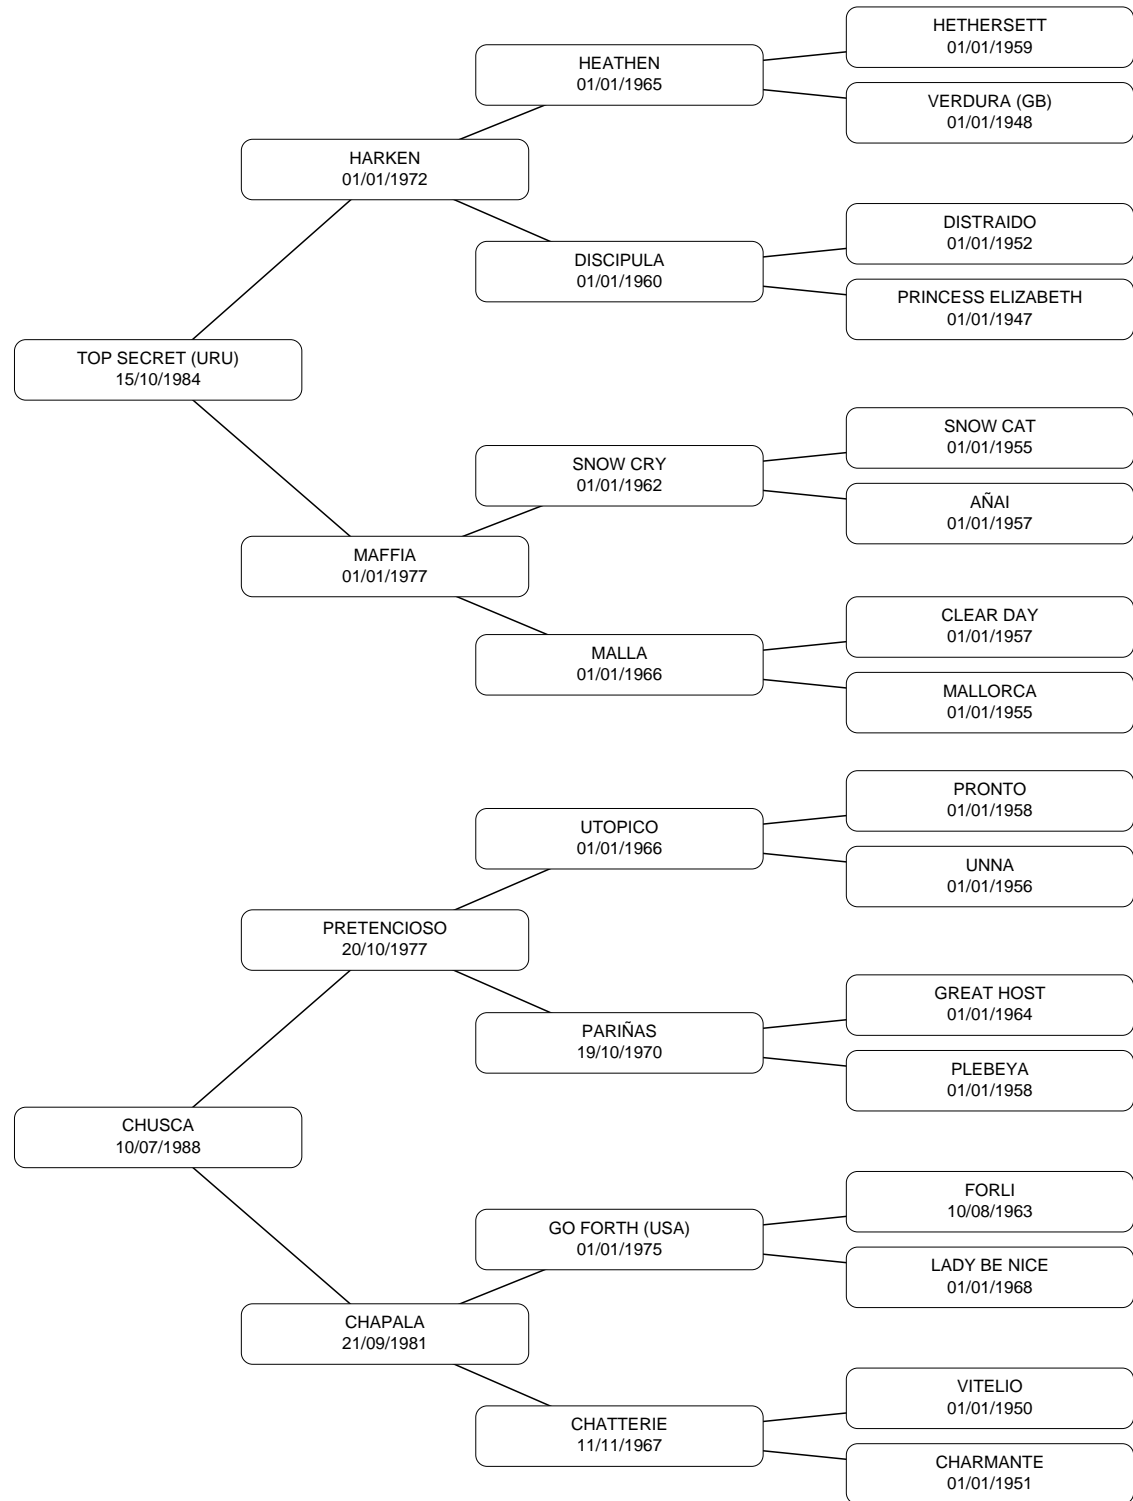 HETHERSETT
01/01/1959
HEATHEN
01/01/1965
VERDURA (GB)
01/01/1948
HARKEN
01/01/1972
DISTRAIDO
01/01/1952
DISCIPULA
01/01/1960
PRINCESS ELIZABETH
01/01/1947
TOP SECRET (URU)
15/10/1984
SNOW CAT
01/01/1955
SNOW CRY
01/01/1962
AÑAI
01/01/1957
MAFFIA
01/01/1977
CLEAR DAY
01/01/1957
MALLA
01/01/1966
MALLORCA
01/01/1955
PRONTO
01/01/1958
UTOPICO
01/01/1966
UNNA
01/01/1956
PRETENCIOSO
20/10/1977
GREAT HOST
01/01/1964
PARIÑAS
19/10/1970
PLEBEYA
01/01/1958
CHUSCA
10/07/1988
FORLI
10/08/1963
GO FORTH (USA)
01/01/1975
LADY BE NICE
01/01/1968
CHAPALA
21/09/1981
VITELIO
01/01/1950
CHATTERIE
11/11/1967
CHARMANTE
01/01/1951